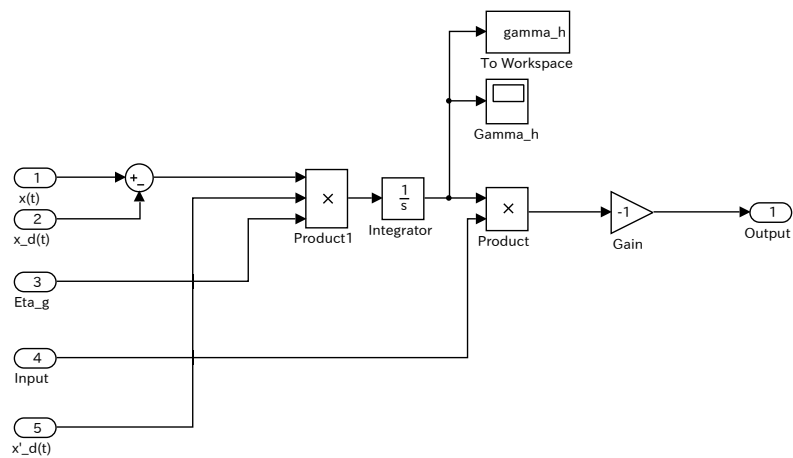 gamma_h
To Workspace
Gamma_h
1
x(t)
+
−
2
x_d(t)
×
Product1
1
s
Integrator
×
Product
-1
Gain
1
Output
3
Eta_g
4
Input
5
x'_d(t)